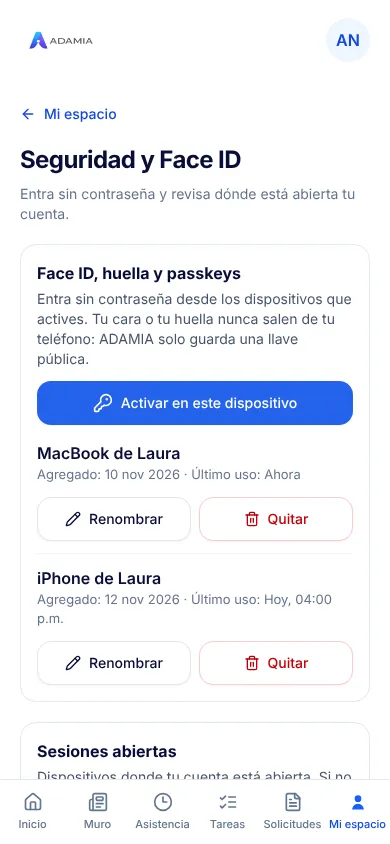 ADAMIA
AN
Mi espacio
Seguridad y Face ID
Entra sin contraseña y revisa dónde está abierta tu
cuenta.
Face ID, huella y passkeys
Entra sin contraseña desde los dispositivos que
actives. Tu cara o tu huella nunca salen de tu
teléfono: ADAMIA solo guarda una llave
pública.
Activar en este dispositivo
MacBook de Laura
Agregado: 10 nov 2026 · Último uso: Ahora
Renombrar
Quitar
iPhone de Laura
Agregado: 12 nov 2026 · Último uso: Hoy, 04:00
p.m.
Renombrar
Quitar
Sesiones abiertas
Dispositivos donde tu cuenta está abierta. Si no
Inicio
Muro
Asistencia
Tareas
Solicitudes
Mi espacio